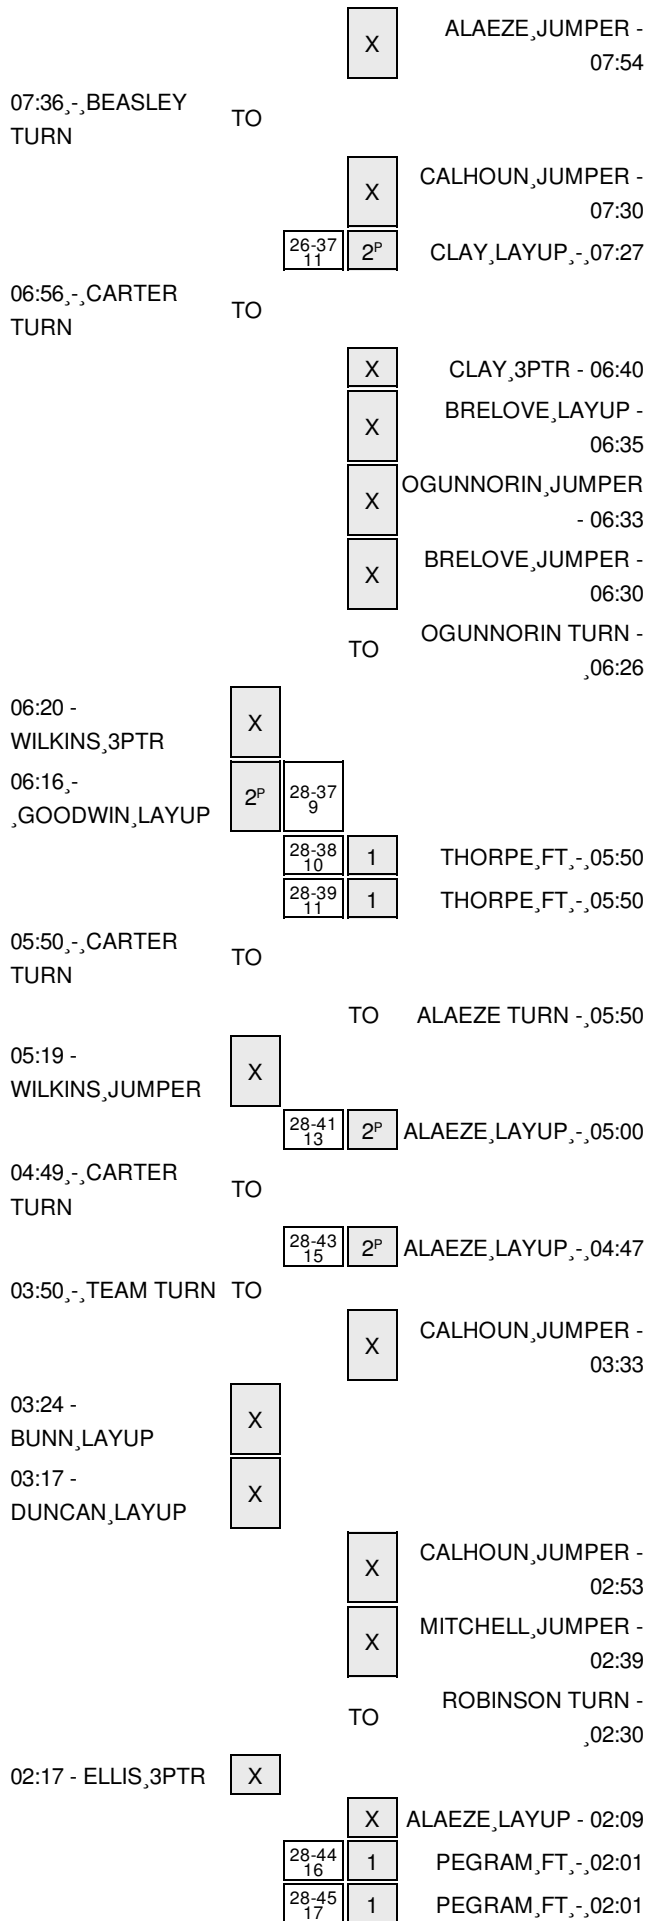 X ALAEZE¸JUMPER -
07:54
07:36¸-¸BEASLEY
TURN
TO
X CALHOUN¸JUMPER -
07:30
26-37
11
2P CLAY¸LAYUP¸-¸07:27
06:56¸-¸CARTER
TURN
TO
X CLAY¸3PTR - 06:40
X BRELOVE¸LAYUP -
06:35
X OGUNNORIN¸JUMPER
- 06:33
X BRELOVE¸JUMPER -
06:30
TO OGUNNORIN TURN -
¸06:26
06:20 -
WILKINS¸3PTR
X
06:16¸-
¸GOODWIN¸LAYUP
2P
28-37
9
28-38
10
1 THORPE¸FT¸-¸05:50
28-39
11
1 THORPE¸FT¸-¸05:50
05:50¸-¸CARTER
TURN
TO
TO ALAEZE TURN -¸05:50
05:19 -
WILKINS¸JUMPER
X
28-41
13
2P ALAEZE¸LAYUP¸-¸05:00
04:49¸-¸CARTER
TURN
TO
28-43
15
2P ALAEZE¸LAYUP¸-¸04:47
03:50¸-¸TEAM TURN TO
X CALHOUN¸JUMPER -
03:33
03:24 -
BUNN¸LAYUP
X
03:17 -
DUNCAN¸LAYUP
X
X CALHOUN¸JUMPER -
02:53
X MITCHELL¸JUMPER -
02:39
TO ROBINSON TURN -
¸02:30
02:17 - ELLIS¸3PTR X
X ALAEZE¸LAYUP - 02:09
28-44
16
1 PEGRAM¸FT¸-¸02:01
28-45
17
1 PEGRAM¸FT¸-¸02:01